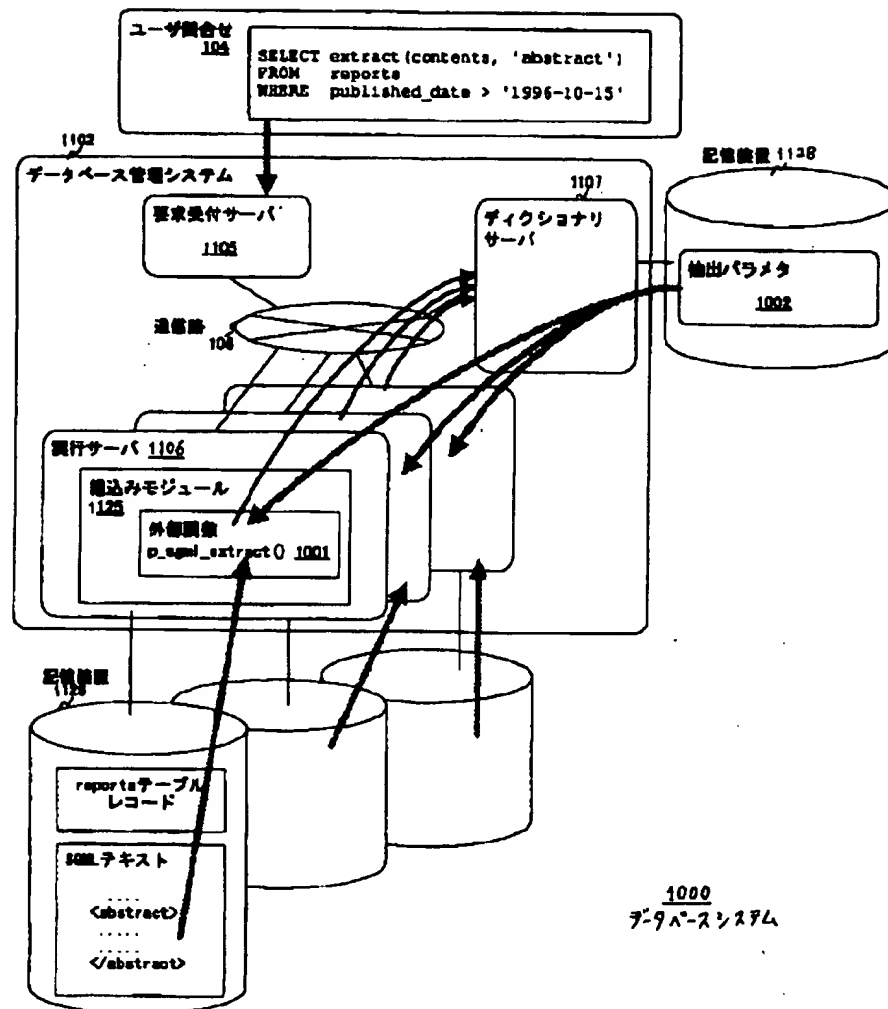 ユーザ問合せ
104
SELECT extract(contents, 'abstract')
FROM reports
WHERE published_date > '1996-10-15'
1102
データベース管理システム
要求受付サーバ
1105
1107
ディクショナリ
サーバ
記憶装置 1128
抽出パラメタ
1002
通信路
108
実行サーバ 1106
組込みモジュール
1125
外部関数
p_sgml_extract() 1001
記憶装置
1128
reportsテーブル
レコード
SGMLテキスト
.....
<abstract>
.....
.....
</abstract>
1000
データベースシステム